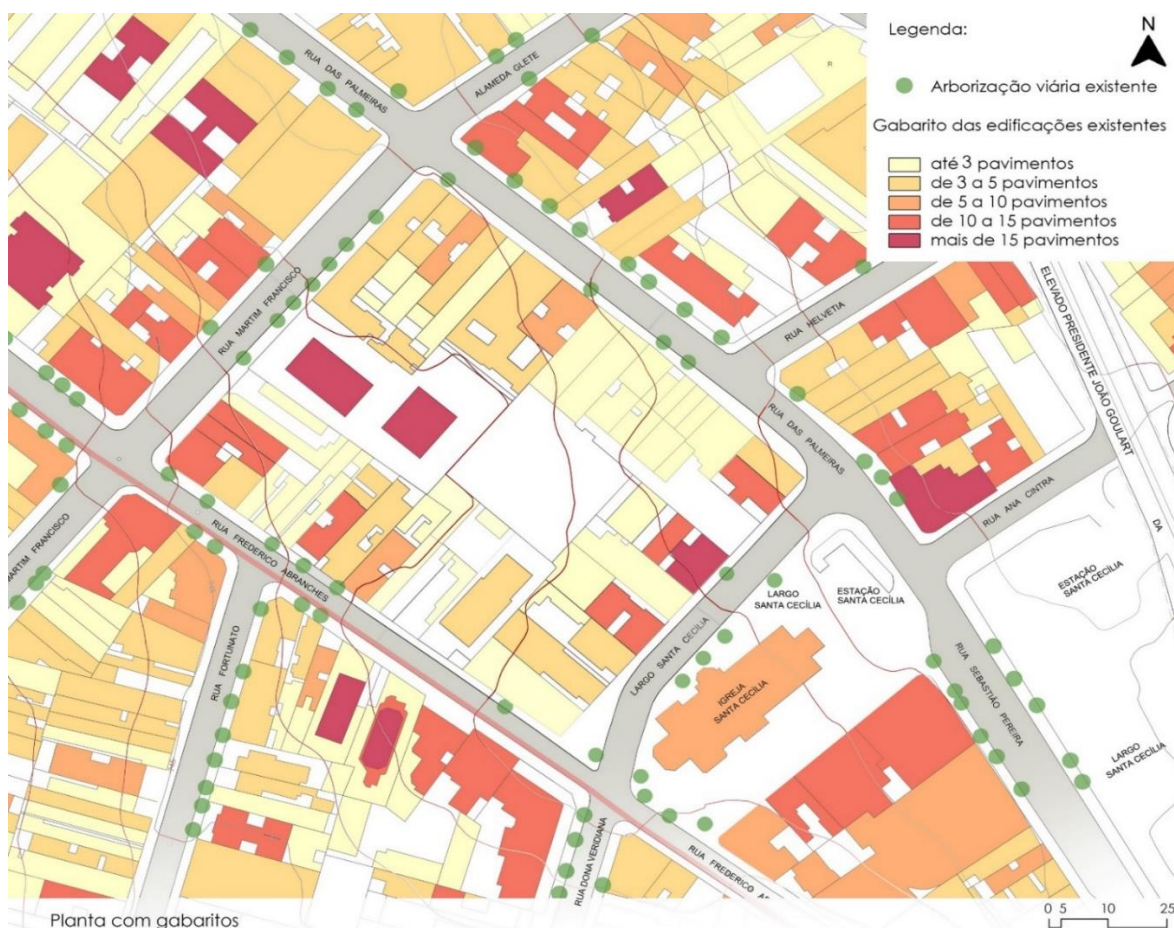 Legenda:
N
Arborização viária existente
Gabarito das edificações existentes
até 3 pavimentos
de 3 a 5 pavimentos
de 5 a 10 pavimentos
de 10 a 15 pavimentos
mais de 15 pavimentos
RUA DAS PALMEIRAS
ALAMEDA GLETE
RUA MARTIM FRANCISCO
RUA HELVETIA
ELEVADO PRESIDENTE JOÃO GOULART
RUA DAS PALMEIRAS
RUA ANA CINTRA
DA
MARTIM FRANCISCO
RUA FREDERICO ABRANCHES
RUA FORTUNATO
LARGO
SANTA CECÍLIA
ESTAÇÃO
SANTA CECÍLIA
ESTAÇÃO
SANTA CECÍLIA
LARGO SANTA CECÍLIA
IGREJA
SANTA CECÍLIA
RUA SEBASTIÃO PEREIRA
LARGO
SANTA CECÍLIA
RUA DONA VERIDIANA
RUA FREDERICO A
Planta com gabaritos
0 5 10 25